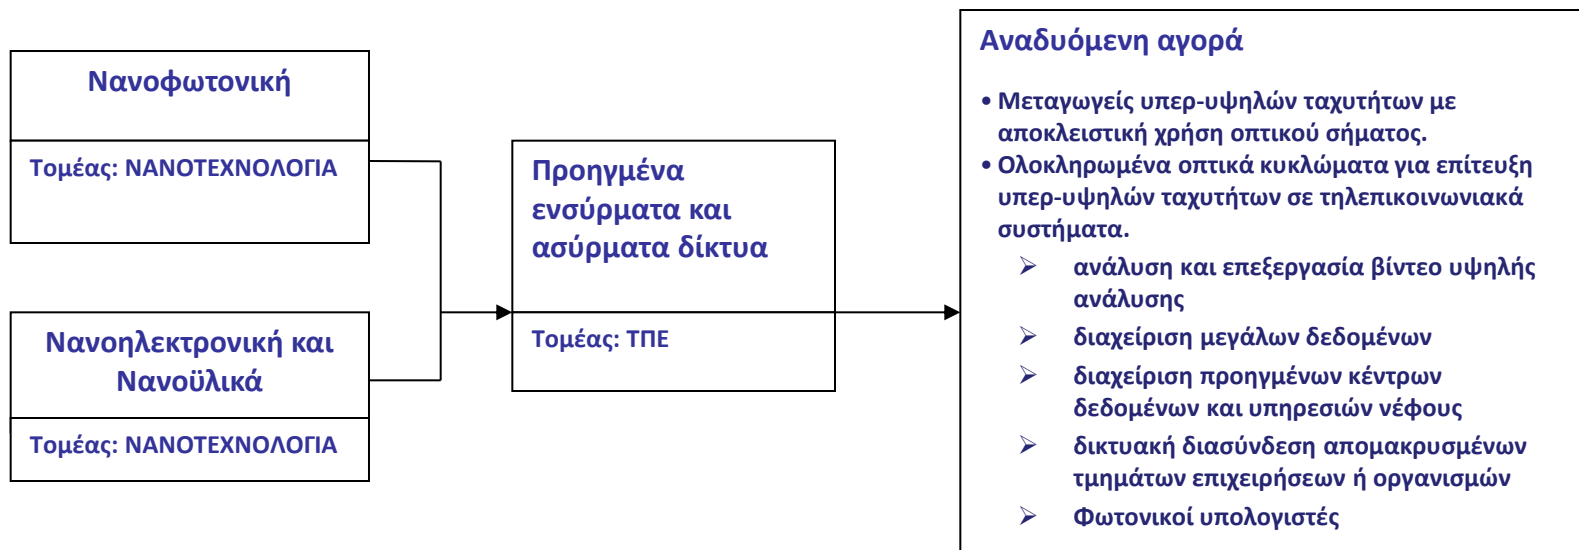 Νανοφωτονική
Τομέας: ΝΑΝΟΤΕΧΝΟΛΟΓΙΑ
Νανοηλεκτρονική και
Νανοϋλικά
Τομέας: ΝΑΝΟΤΕΧΝΟΛΟΓΙΑ
Προηγμένα
ενσύρματα και
ασύρματα δίκτυα
Τομέας: ΤΠΕ
Αναδυόμενη αγορά
• Μεταγωγείς υπερ-υψηλών ταχυτήτων με
αποκλειστική χρήση οπτικού σήματος.
• Ολοκληρωμένα οπτικά κυκλώματα για επίτευξη
υπερ-υψηλών ταχυτήτων σε τηλεπικοινωνιακά
συστήματα.
➢ ανάλυση και επεξεργασία βίντεο υψηλής
ανάλυσης
➢ διαχείριση μεγάλων δεδομένων
➢ διαχείριση προηγμένων κέντρων
δεδομένων και υπηρεσιών νέφους
➢ δικτυακή διασύνδεση απομακρυσμένων
τμημάτων επιχειρήσεων ή οργανισμών
➢ Φωτονικοί υπολογιστές